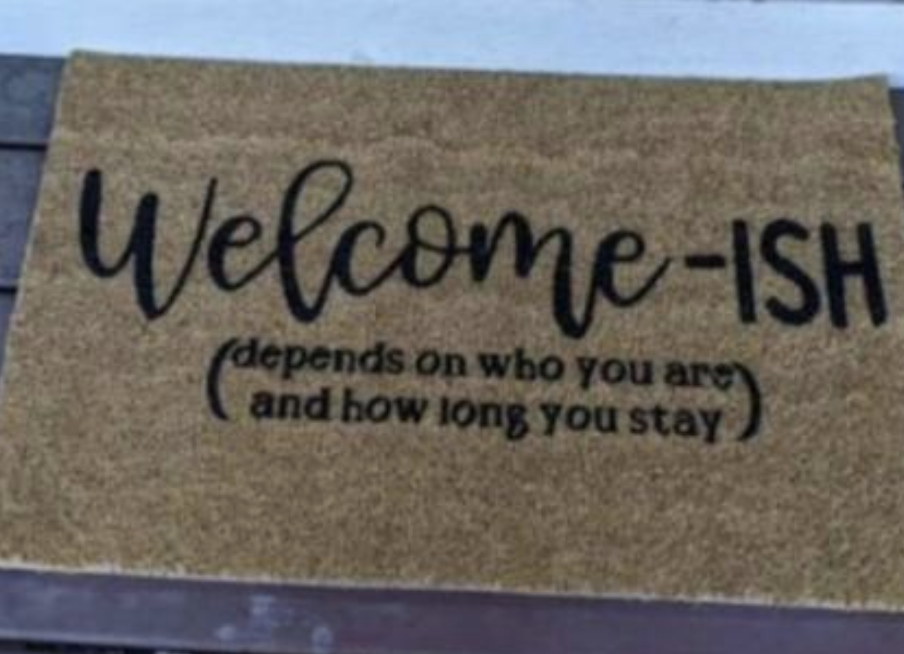 Welcome-ISH
(depends on who you are
and how long you stay)